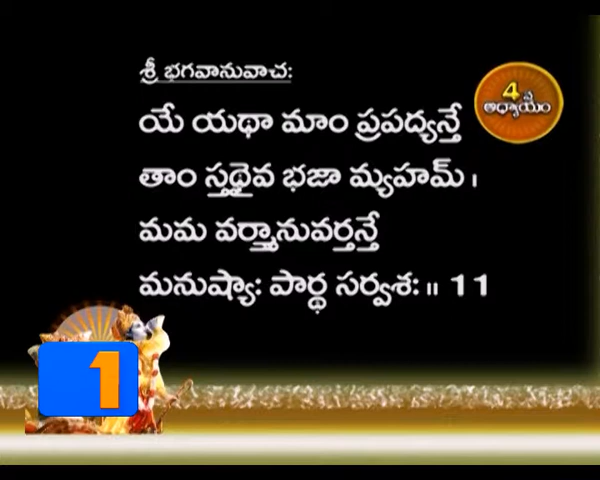 శ్రీ భగవానువాచ:
4వ
అధ్యాయం
యే యథా మాం ప్రపద్యన్తే
తాం స్తథైవ భజా మ్యహమ్ ।
మమ వర్త్మానువర్తన్తే
మనుష్యాః పార్థ సర్వశః ॥ 11
1